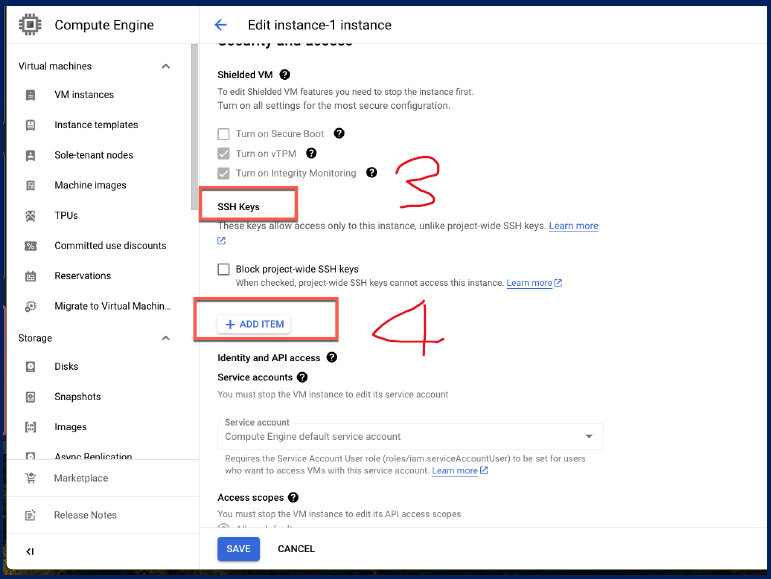 Compute Engine
Edit instance-1 instance
Virtual machines
VM instances
Instance templates
Sole-tenant nodes
Machine images
TPUs
Committed use discounts
Reservations
Migrate to Virtual Machin...
Storage
Disks
Snapshots
Images
Async Replication
Marketplace
Release Notes
Security and access
Shielded VM
To edit Shielded VM features you need to stop the instance first.
Turn on all settings for the most secure configuration.
Turn on Secure Boot
Turn on vTPM
Turn on Integrity Monitoring
3
SSH Keys
These keys allow access only to this instance, unlike project-wide SSH keys. Learn more
Block project-wide SSH keys
When checked, project-wide SSH keys cannot access this instance. Learn more
+ ADD ITEM
4
Identity and API access
Service accounts
You must stop the VM instance to edit its service account
Service account
Compute Engine default service account
Requires the Service Account User role (roles/iam.serviceAccountUser) to be set for users
who want to access VMs with this service account. Learn more
Access scopes
You must stop the VM instance to edit its API access scopes
SAVE
CANCEL